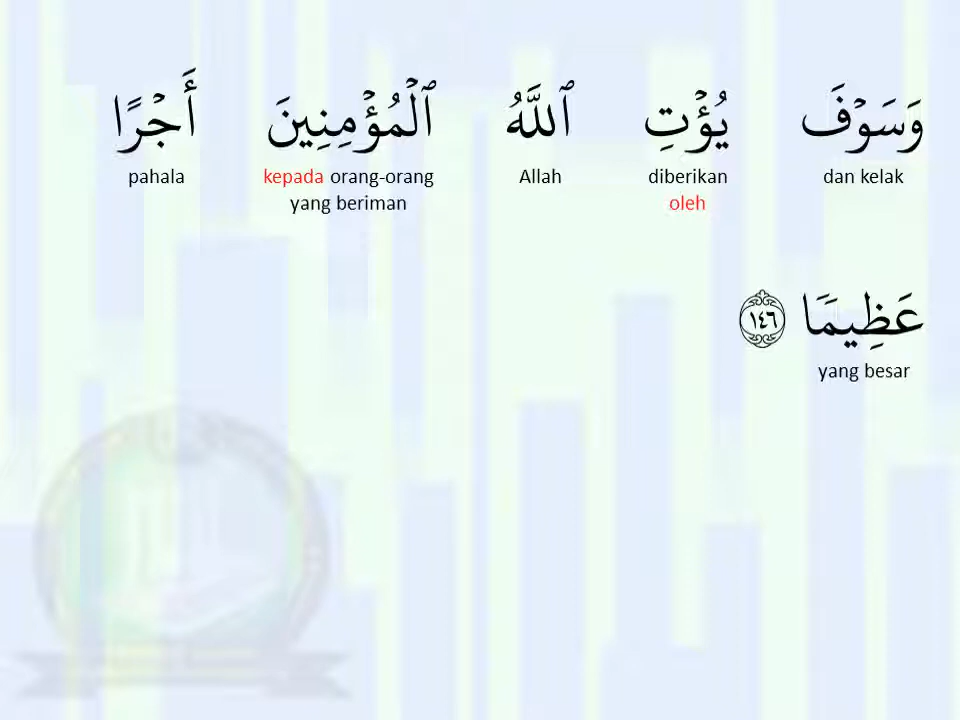 وَسَوۡفَ يُؤۡتِ ٱللَّهُ ٱلۡمُؤۡمِنِينَ أَجۡرًا
dan kelak diberikan Allah kepada orang-orang pahala
oleh yang beriman
عَظِيمٗا ١٤٦
yang besar